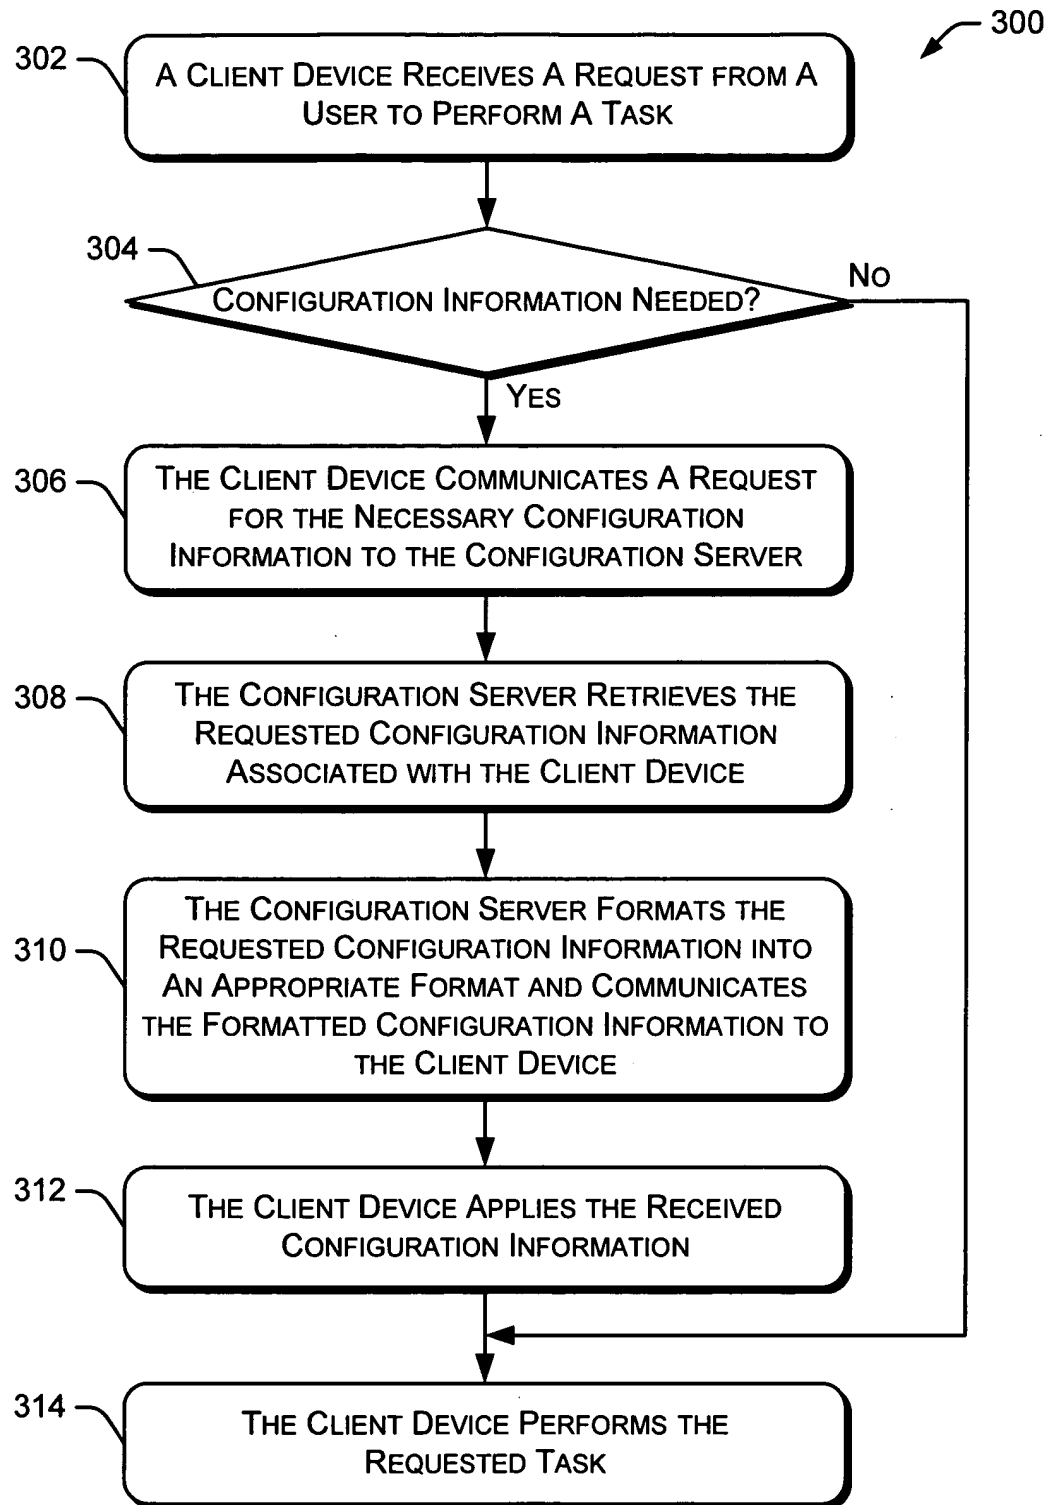 300
302
A CLIENT DEVICE RECEIVES A REQUEST FROM A
USER TO PERFORM A TASK
304
CONFIGURATION INFORMATION NEEDED?
NO
YES
306
THE CLIENT DEVICE COMMUNICATES A REQUEST
FOR THE NECESSARY CONFIGURATION
INFORMATION TO THE CONFIGURATION SERVER
308
THE CONFIGURATION SERVER RETRIEVES THE
REQUESTED CONFIGURATION INFORMATION
ASSOCIATED WITH THE CLIENT DEVICE
310
THE CONFIGURATION SERVER FORMATS THE
REQUESTED CONFIGURATION INFORMATION INTO
AN APPROPRIATE FORMAT AND COMMUNICATES
THE FORMATTED CONFIGURATION INFORMATION TO
THE CLIENT DEVICE
312
THE CLIENT DEVICE APPLIES THE RECEIVED
CONFIGURATION INFORMATION
314
THE CLIENT DEVICE PERFORMS THE
REQUESTED TASK